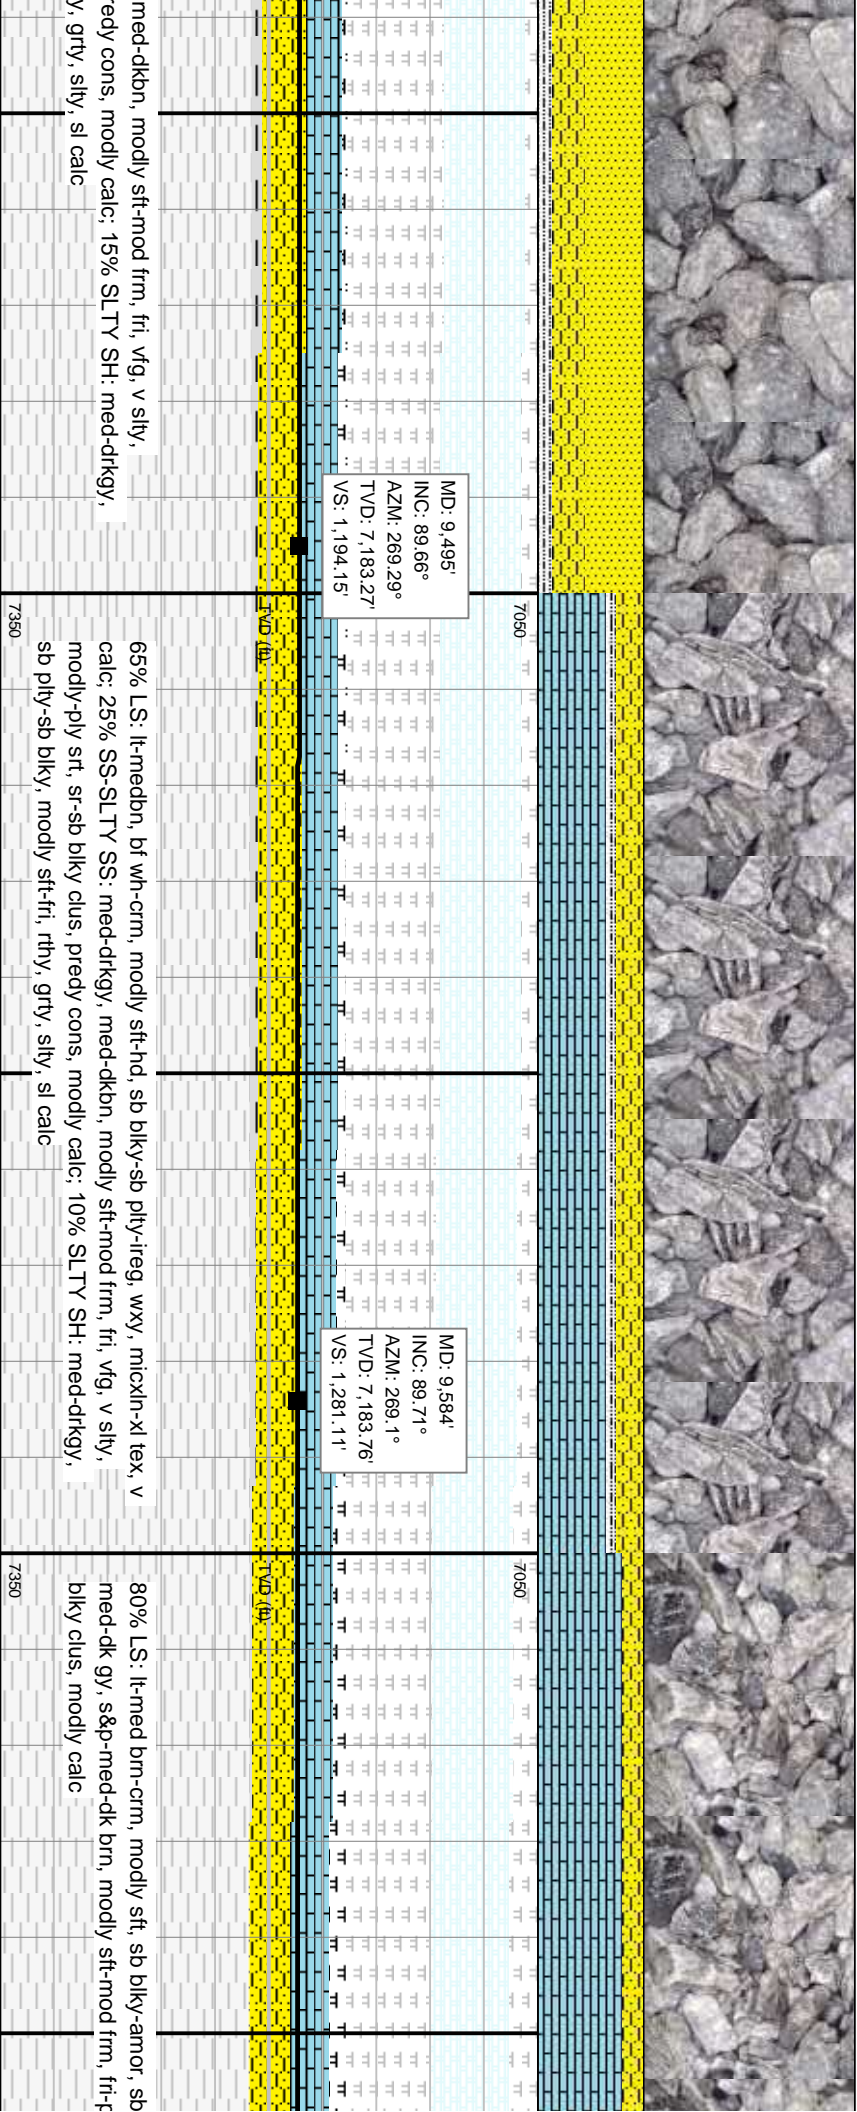 med-dkbn, modly sft-mod frm, fri, vfg, v slty,
redy cons, modly calc; 15% SLTY SH: med-drkgy,
y, grty, slty, sl calc
MD: 9,495'
INC: 89.66°
AZM: 269.29°
TVD: 7,183.27'
VS: 1,194.15'
7050
TVD (ft)
7350
65% LS: lt-medbn, bf wh-crm, modly sft-hd, sb blky-sb plty-ireg, wxy, micxln-xl tex, v
calc; 25% SS-SLTY SS: med-drkgy, med-dkbn, modly sft-mod frm, fri, vfg, v slty,
modly-ply srt, sr-sb blky clus, predy cons, modly calc; 10% SLTY SH: med-drkgy,
sb plty-sb blky, modly sft-fri, rthy, grty, slty, sl calc
MD: 9,584'
INC: 89.71°
AZM: 269.1°
TVD: 7,183.76'
VS: 1,281.11'
7050
TVD (ft)
7350
80% LS: lt-med brn-crm, modly sft, sb blky-amor, sb
med-dk gy, s&p-med-dk brn, modly sft-mod frm, fri-p
blky clus, modly calc